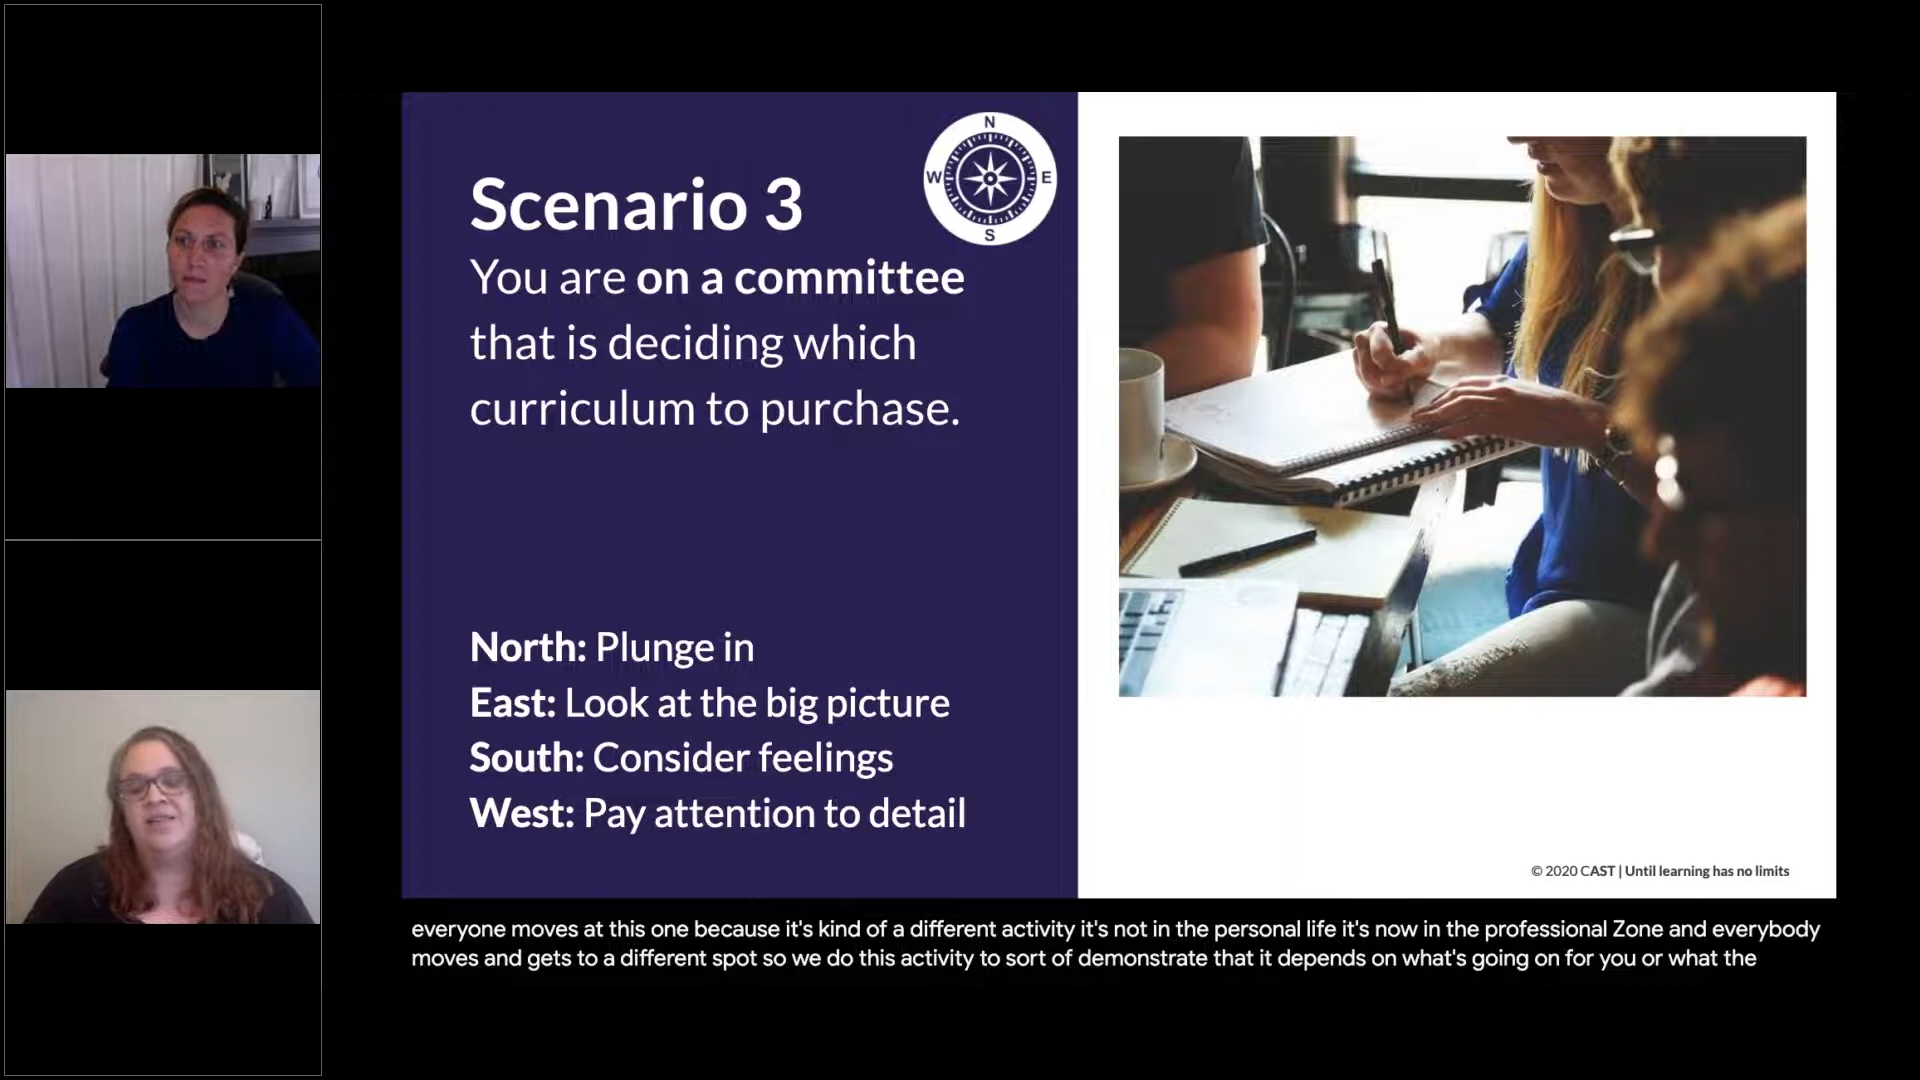 N
W E
S
Scenario 3
You are on a committee
that is deciding which
curriculum to purchase.
North: Plunge in
East: Look at the big picture
South: Consider feelings
West: Pay attention to detail
© 2020 CAST | Until learning has no limits
everyone moves at this one because it's kind of a different activity it's not in the personal life it's now in the professional Zone and everybody
moves and gets to a different spot so we do this activity to sort of demonstrate that it depends on what's going on for you or what the